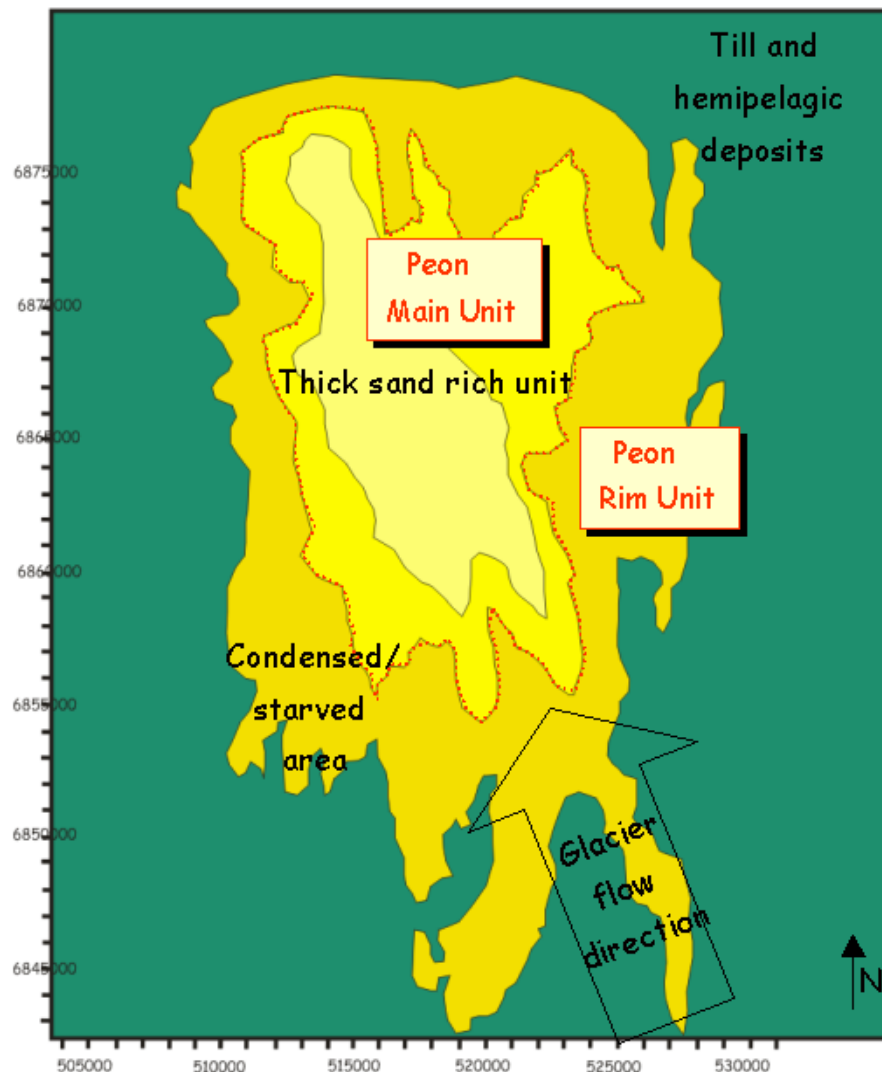 Till and
hemipelagic
deposits
6875000
Peon
Main Unit
6870000
Thick sand rich unit
6865000
Peon
Rim Unit
6860000
Condensed/
starved
area
6855000
6850000
Glacier
flow
direction
6845000
N
505000 510000 515000 520000 525000 530000